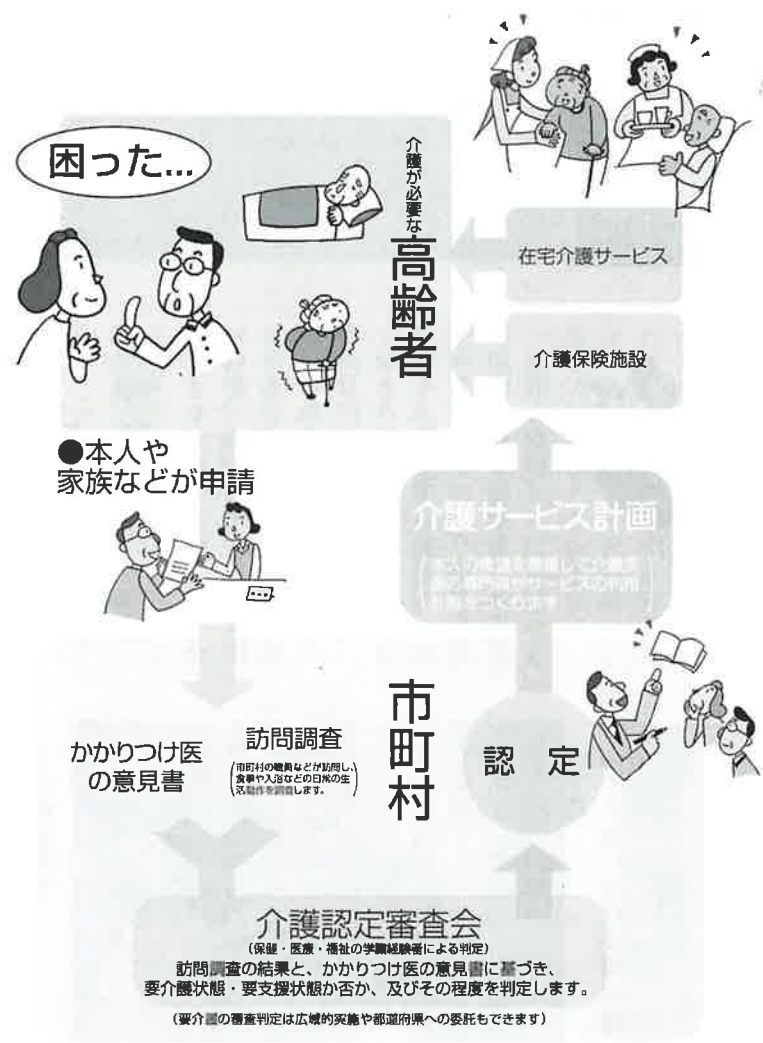 困った...
介護が必要な高齢者
在宅介護サービス
介護保険施設
●本人や
家族などが申請
介護サービス計画
市町村
かかりつけ医
の意見書
訪問調査
(市町村の職員などが訪問し、
食事や入浴などの日常の生
活動作を調査します。)
認 定
介護認定審査会
(保健・医療・福祉の学識経験者による判定)
訪問調査の結果と、かかりつけ医の意見書に基づき、
要介護状態・要支援状態か否か、及びその程度を判定します。
(要介護の審査判定は広域的実施や都道府県への委託もできます)